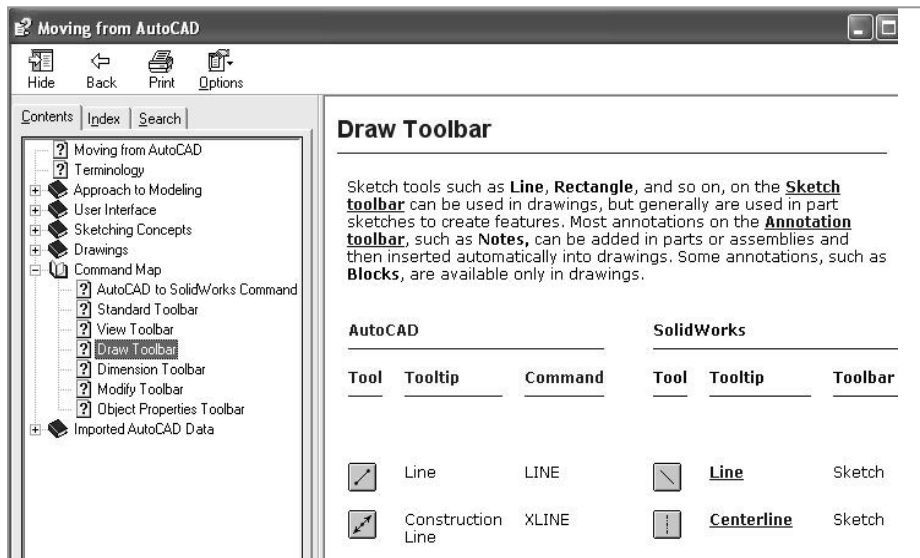 Moving from AutoCAD
Hide Back Print Options
Contents Index Search
Moving from AutoCAD
Terminology
Approach to Modeling
User Interface
Sketching Concepts
Drawings
Command Map
AutoCAD to SolidWorks Command
Standard Toolbar
View Toolbar
Draw Toolbar
Dimension Toolbar
Modify Toolbar
Object Properties Toolbar
Imported AutoCAD Data
Draw Toolbar
Sketch tools such as Line, Rectangle, and so on, on the Sketch
toolbar can be used in drawings, but generally are used in part
sketches to create features. Most annotations on the Annotation
toolbar, such as Notes, can be added in parts or assemblies and
then inserted automatically into drawings. Some annotations, such as
Blocks, are available only in drawings.
AutoCAD SolidWorks
Tool Tooltip Command Tool Tooltip Toolbar
Line LINE Line Sketch
Construction XLINE Centerline Sketch
Line